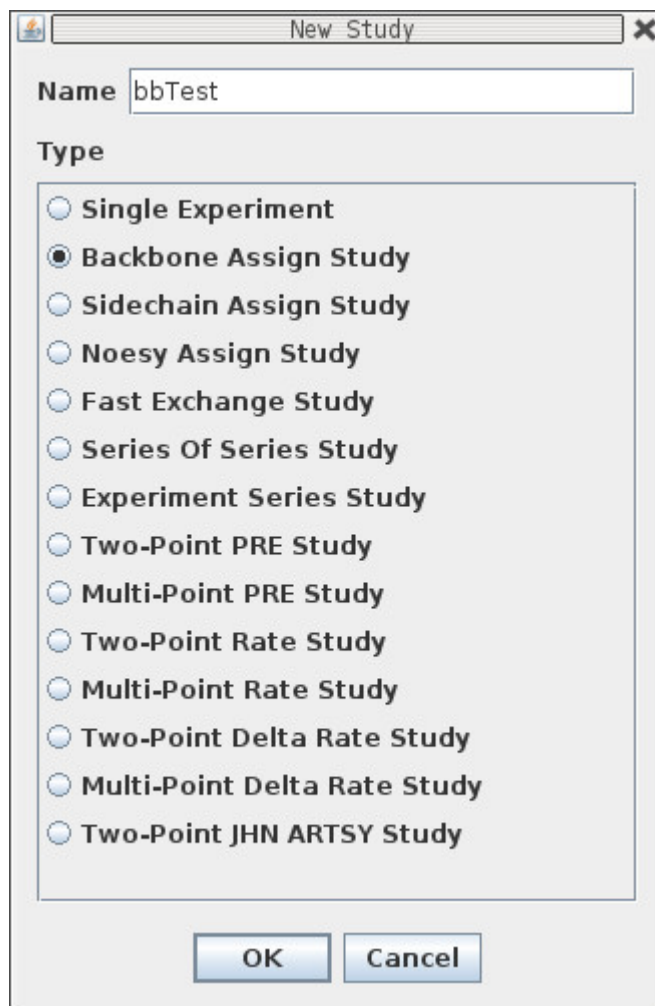 New Study
Name bbTest
Type
Single Experiment
Backbone Assign Study
Sidechain Assign Study
Noesy Assign Study
Fast Exchange Study
Series Of Series Study
Experiment Series Study
Two-Point PRE Study
Multi-Point PRE Study
Two-Point Rate Study
Multi-Point Rate Study
Two-Point Delta Rate Study
Multi-Point Delta Rate Study
Two-Point JHN ARTSY Study
OK Cancel